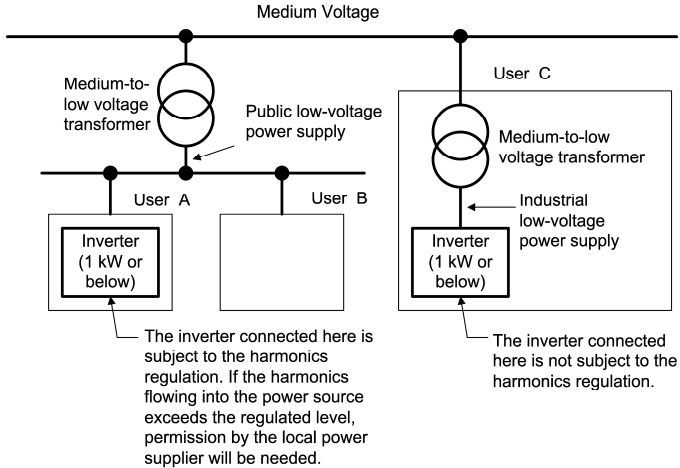 Medium Voltage
Medium-to-
low voltage
transformer
Public low-voltage
power supply
User A
User B
Inverter
(1 kW or
below)
The inverter connected here is
subject to the harmonics
regulation. If the harmonics
flowing into the power source
exceeds the regulated level,
permission by the local power
supplier will be needed.
User C
Medium-to-low
voltage transformer
Industrial
low-voltage
power supply
Inverter
(1 kW or
below)
The inverter connected
here is not subject to the
harmonics regulation.